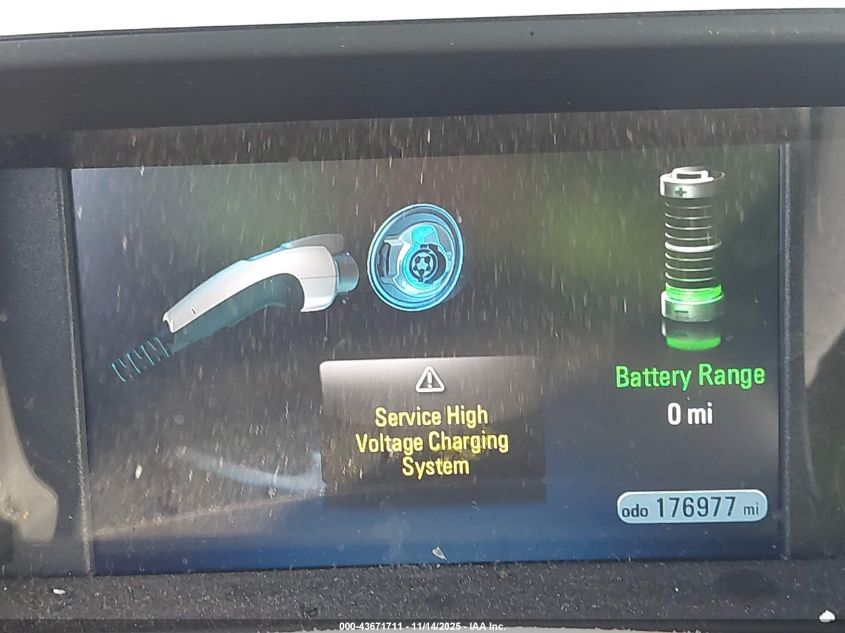 Service High
Voltage Charging
System
Battery Range
0 mi
odo 176977 mi
000-43671711 - 11/14/2025 - IAA Inc.